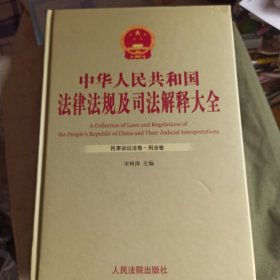 中华人民共和国
法律法规及司法解释大全
A Collection of Laws and Regulations of
the People's Republic of China and Their Judicial Interpretations
民事诉讼法卷·刑法卷
宋树涛 主编
人民法院出版社